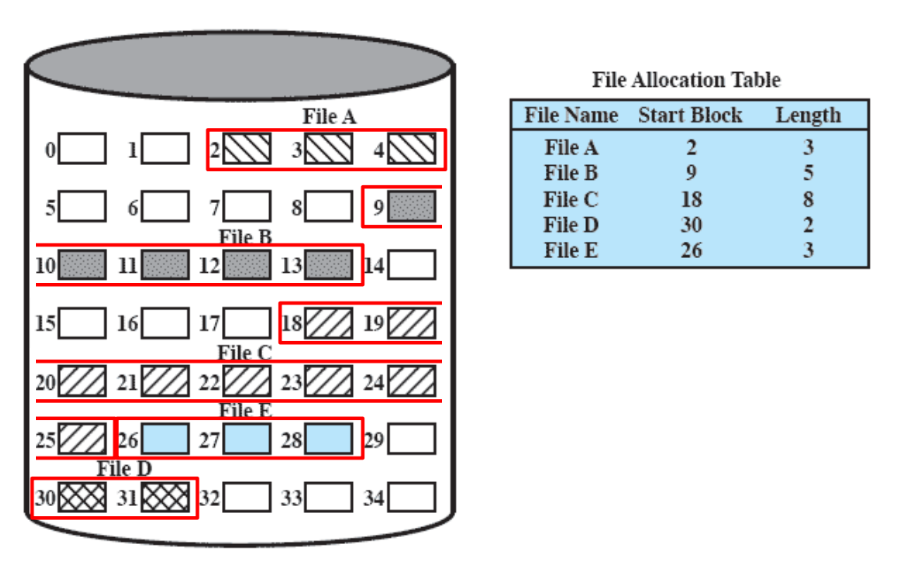 File Allocation Table
File Name Start Block Length
File A 2 3
File B 9 5
File C 18 8
File D 30 2
File E 26 3
File A
0 1 2 3 4
5 6 7 8 9
File B
10 11 12 13 14
15 16 17 18 19
File C
20 21 22 23 24
File E
25 26 27 28 29
File D
30 31 32 33 34